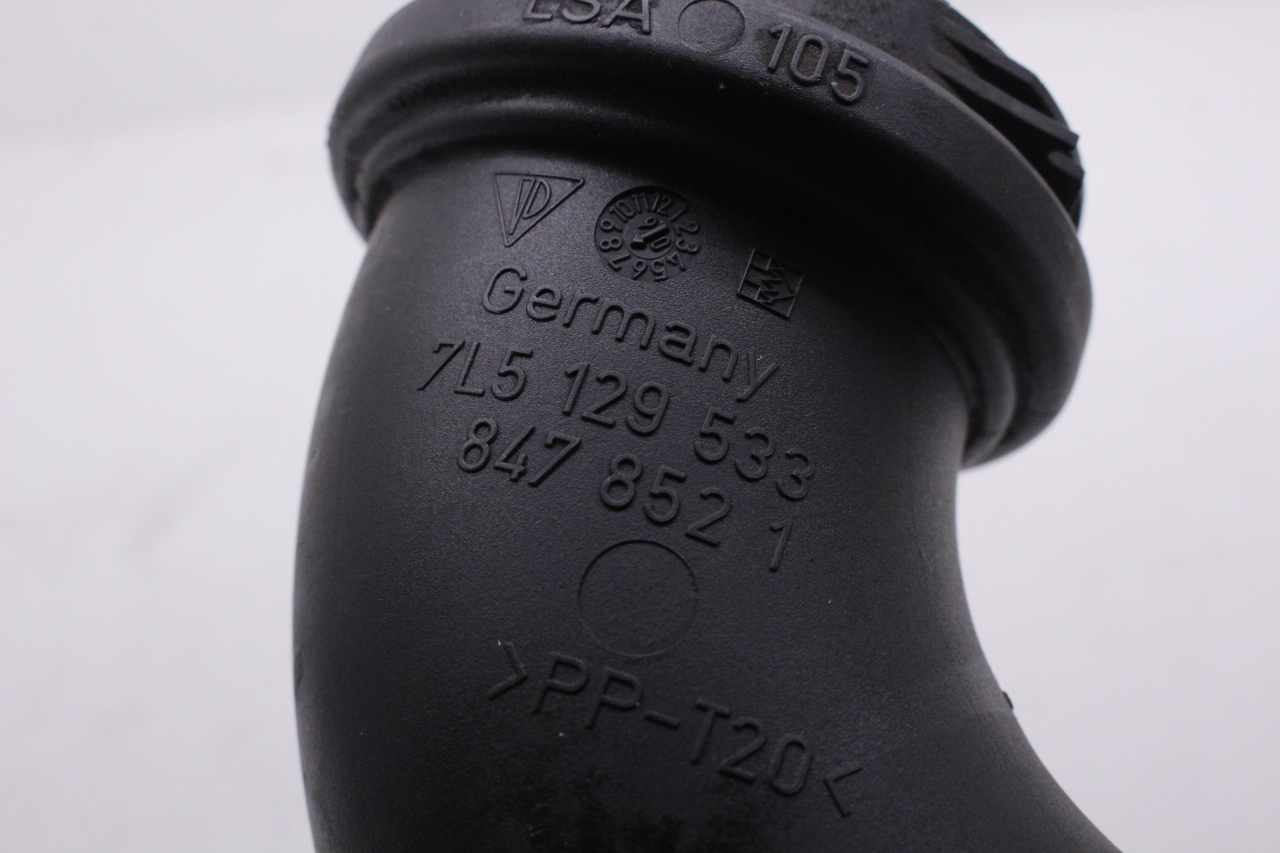 LSA 105
Germany
7L5 129 533
847 852 1
>PP-T20<